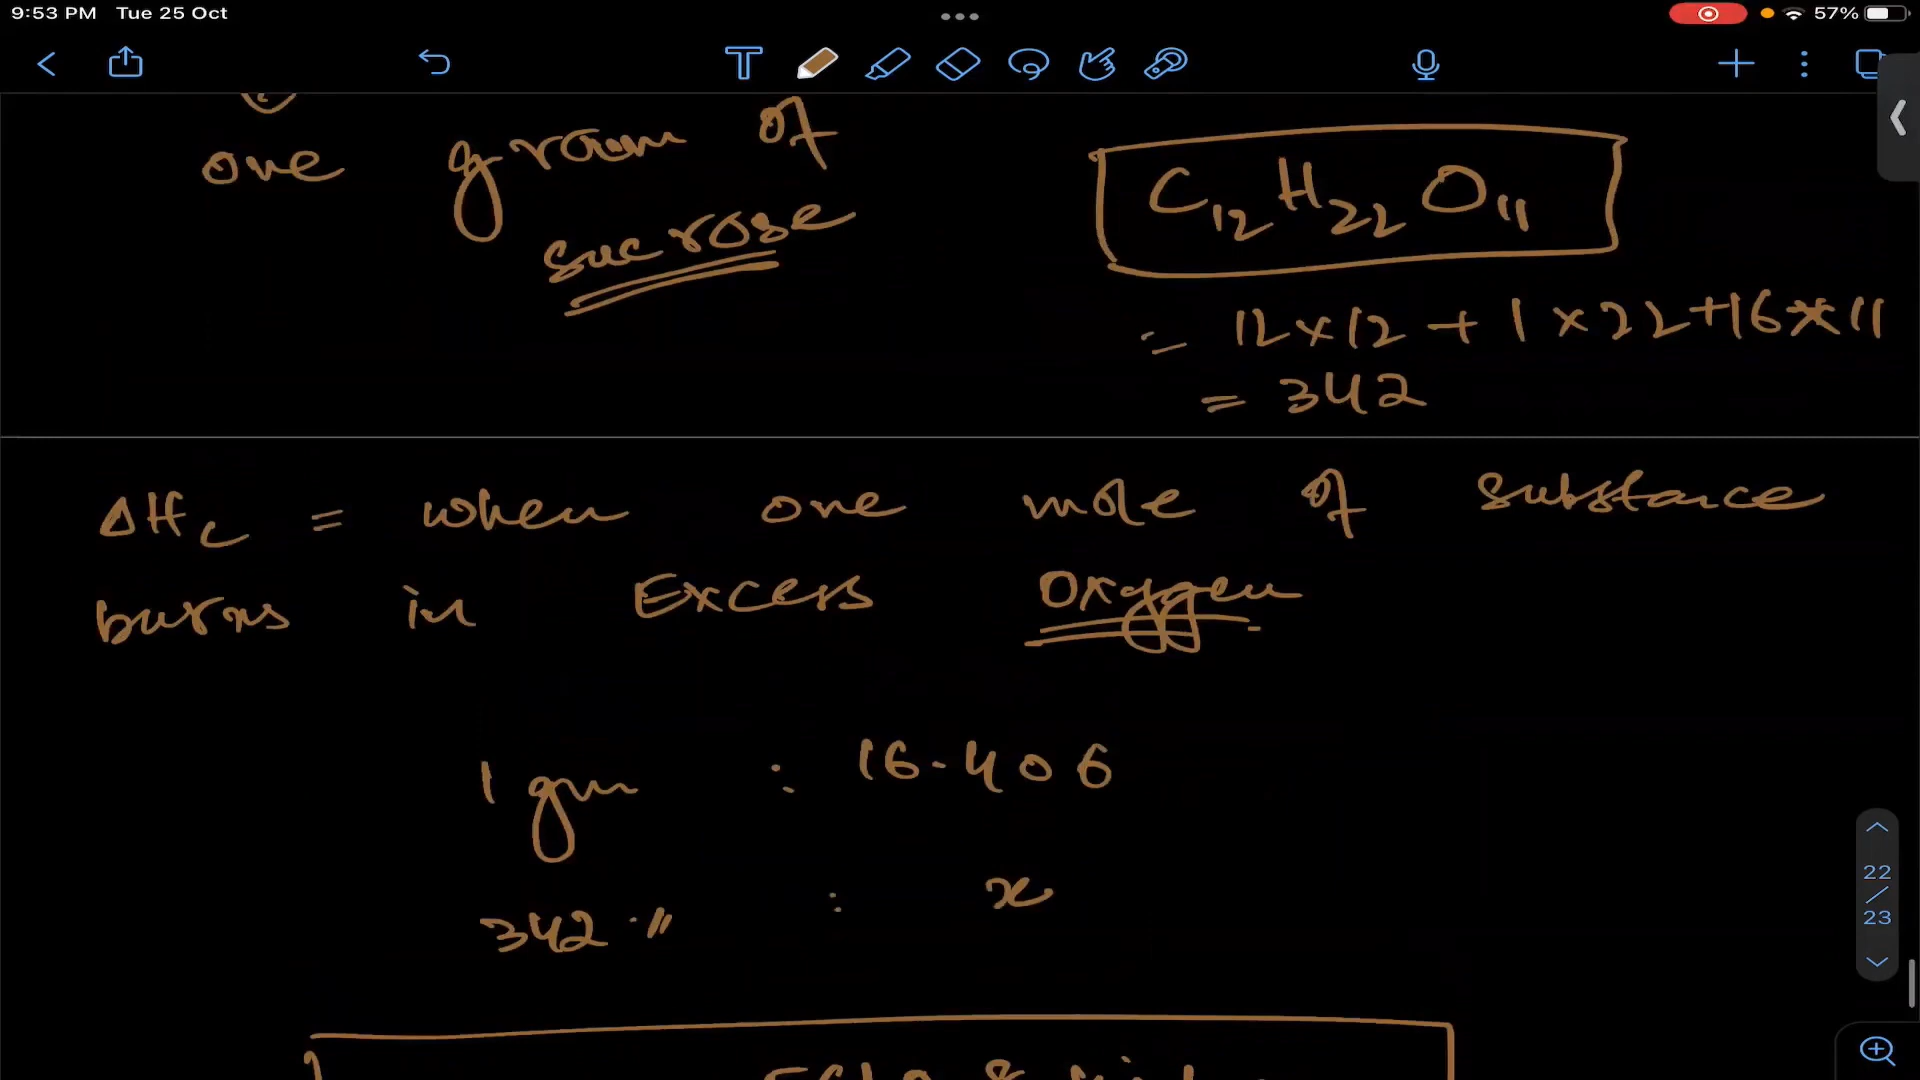 9:53 PM Tue 25 Oct
57%
one gram of
sucrose
C12H22O11
= 12×12 + 1×22+16×11
= 342
ΔHc = when one mole of substance
burns in Excess Oxygen
1 gm : 16.406
342 " : x
22
23